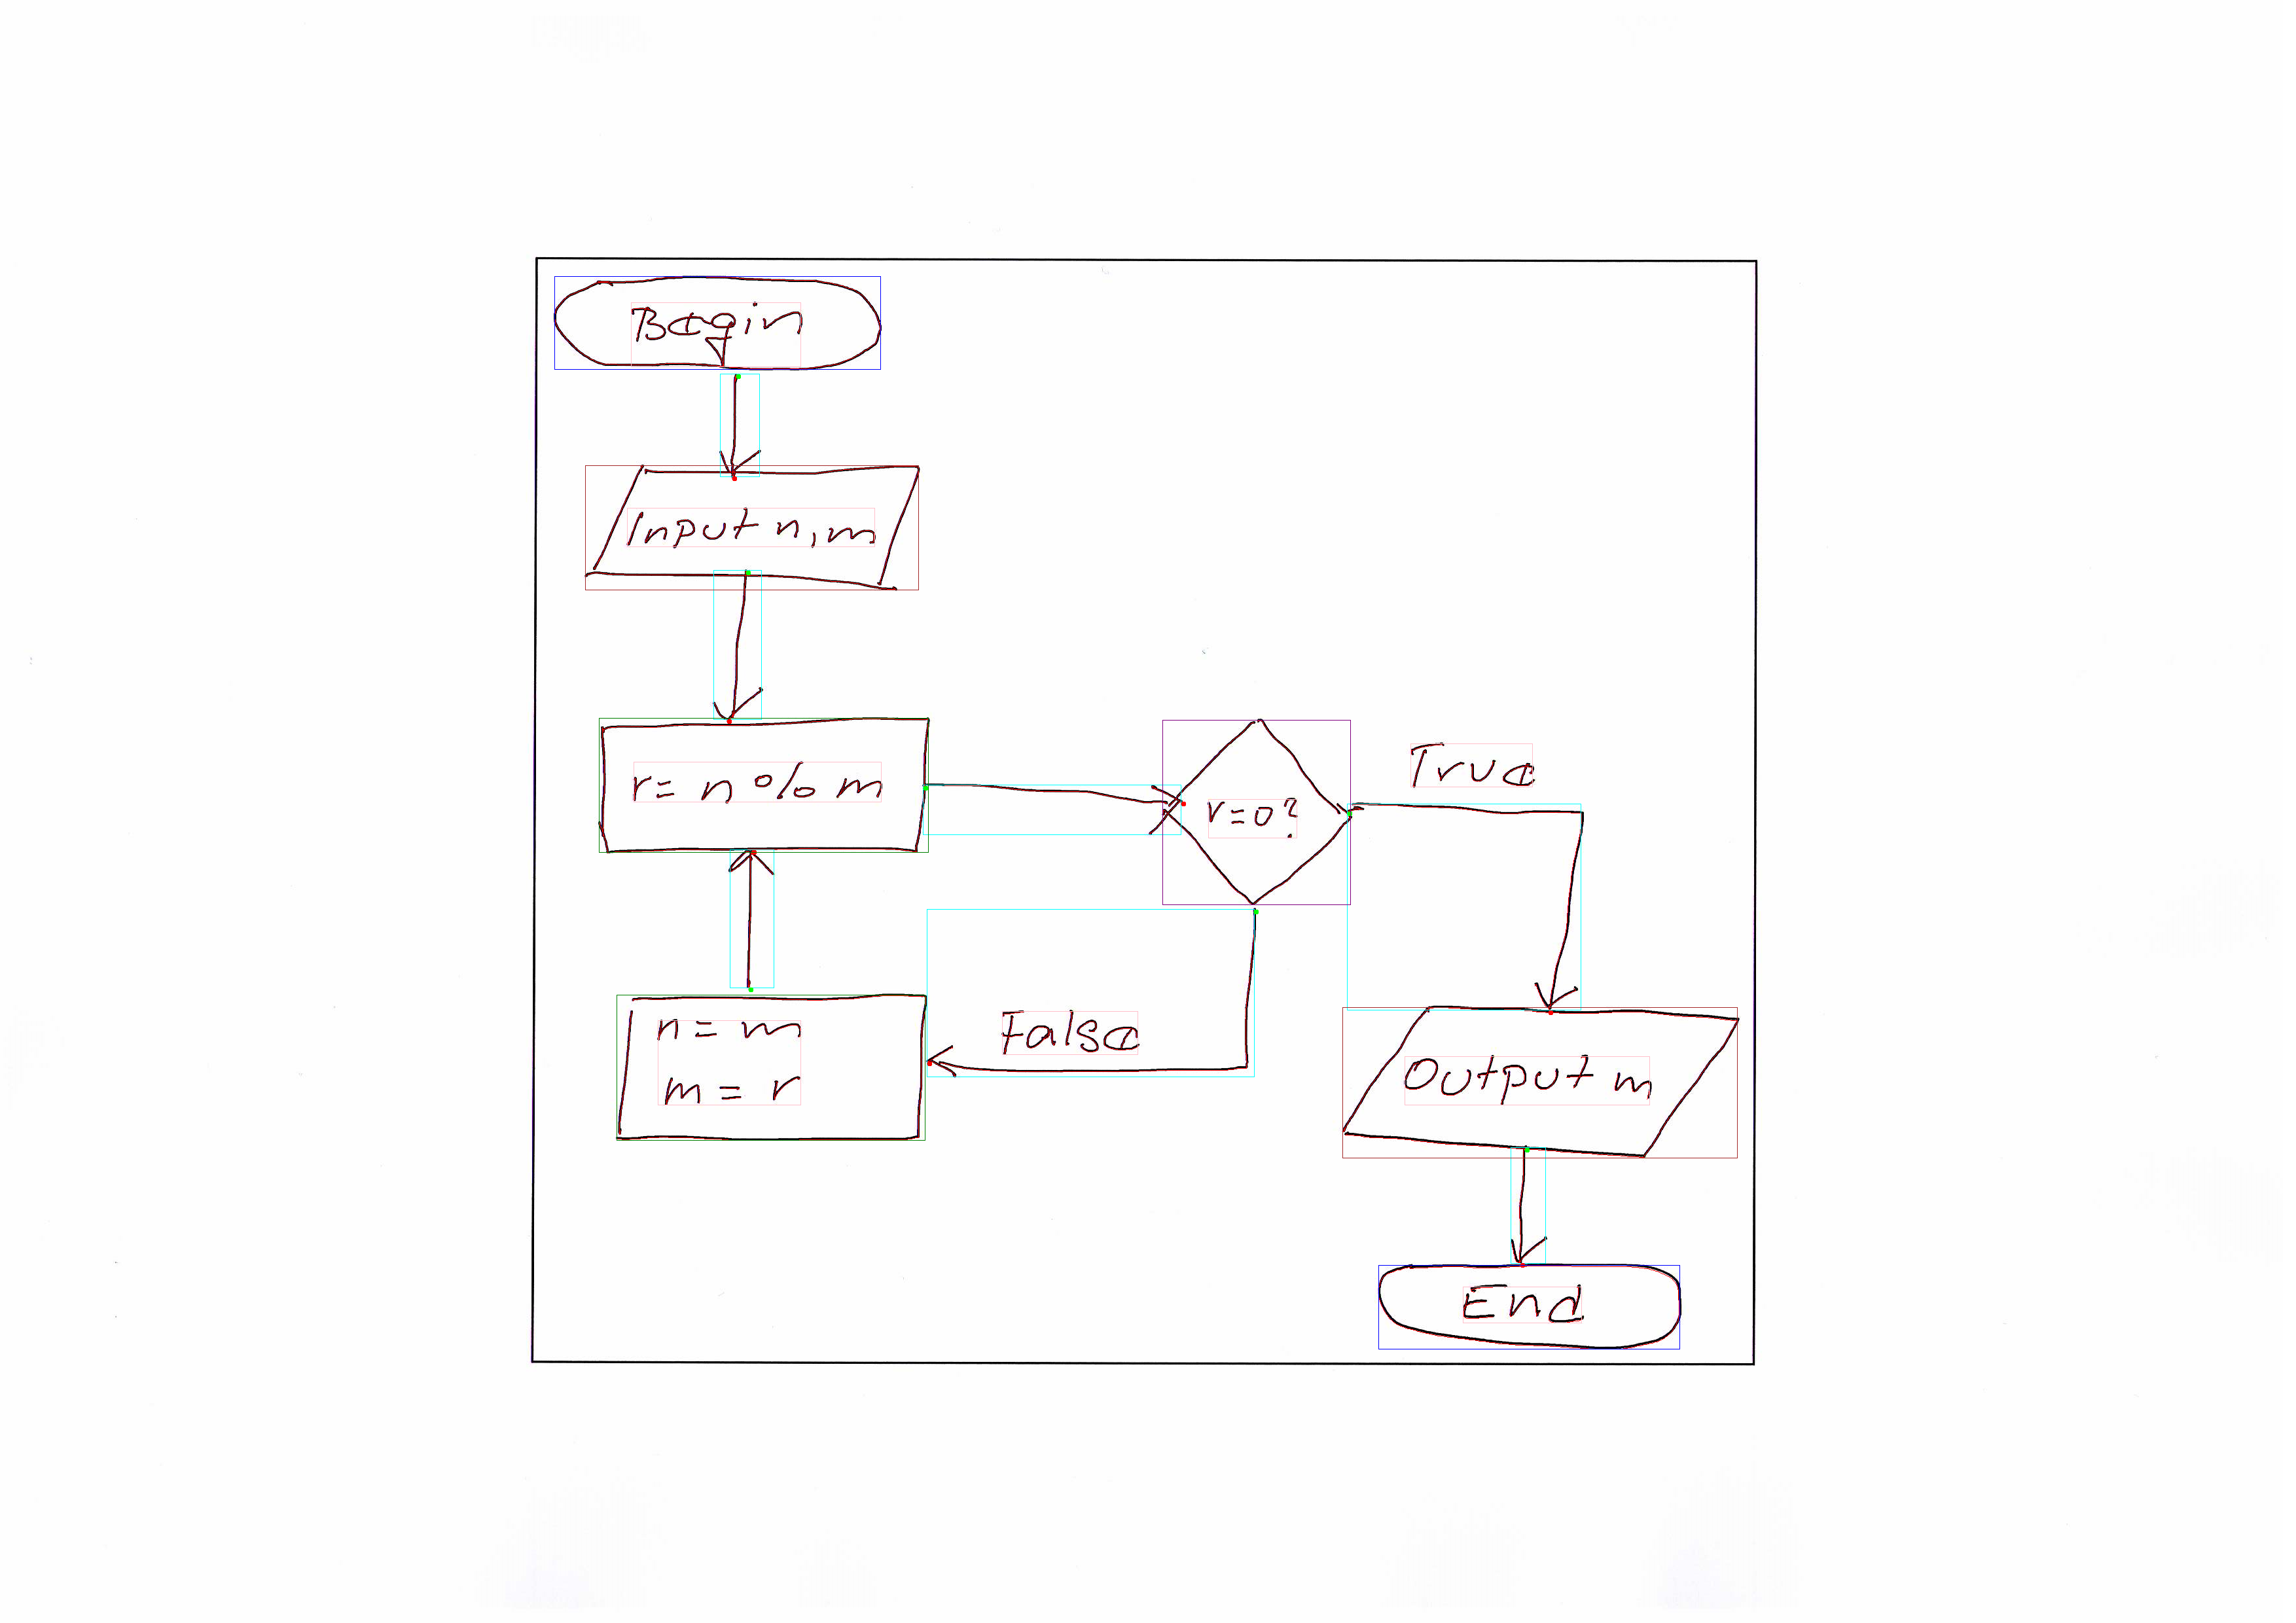 Begin
Input n, m
r = n % m
r = 0?
True
False
n = m
m = r
Output m
End